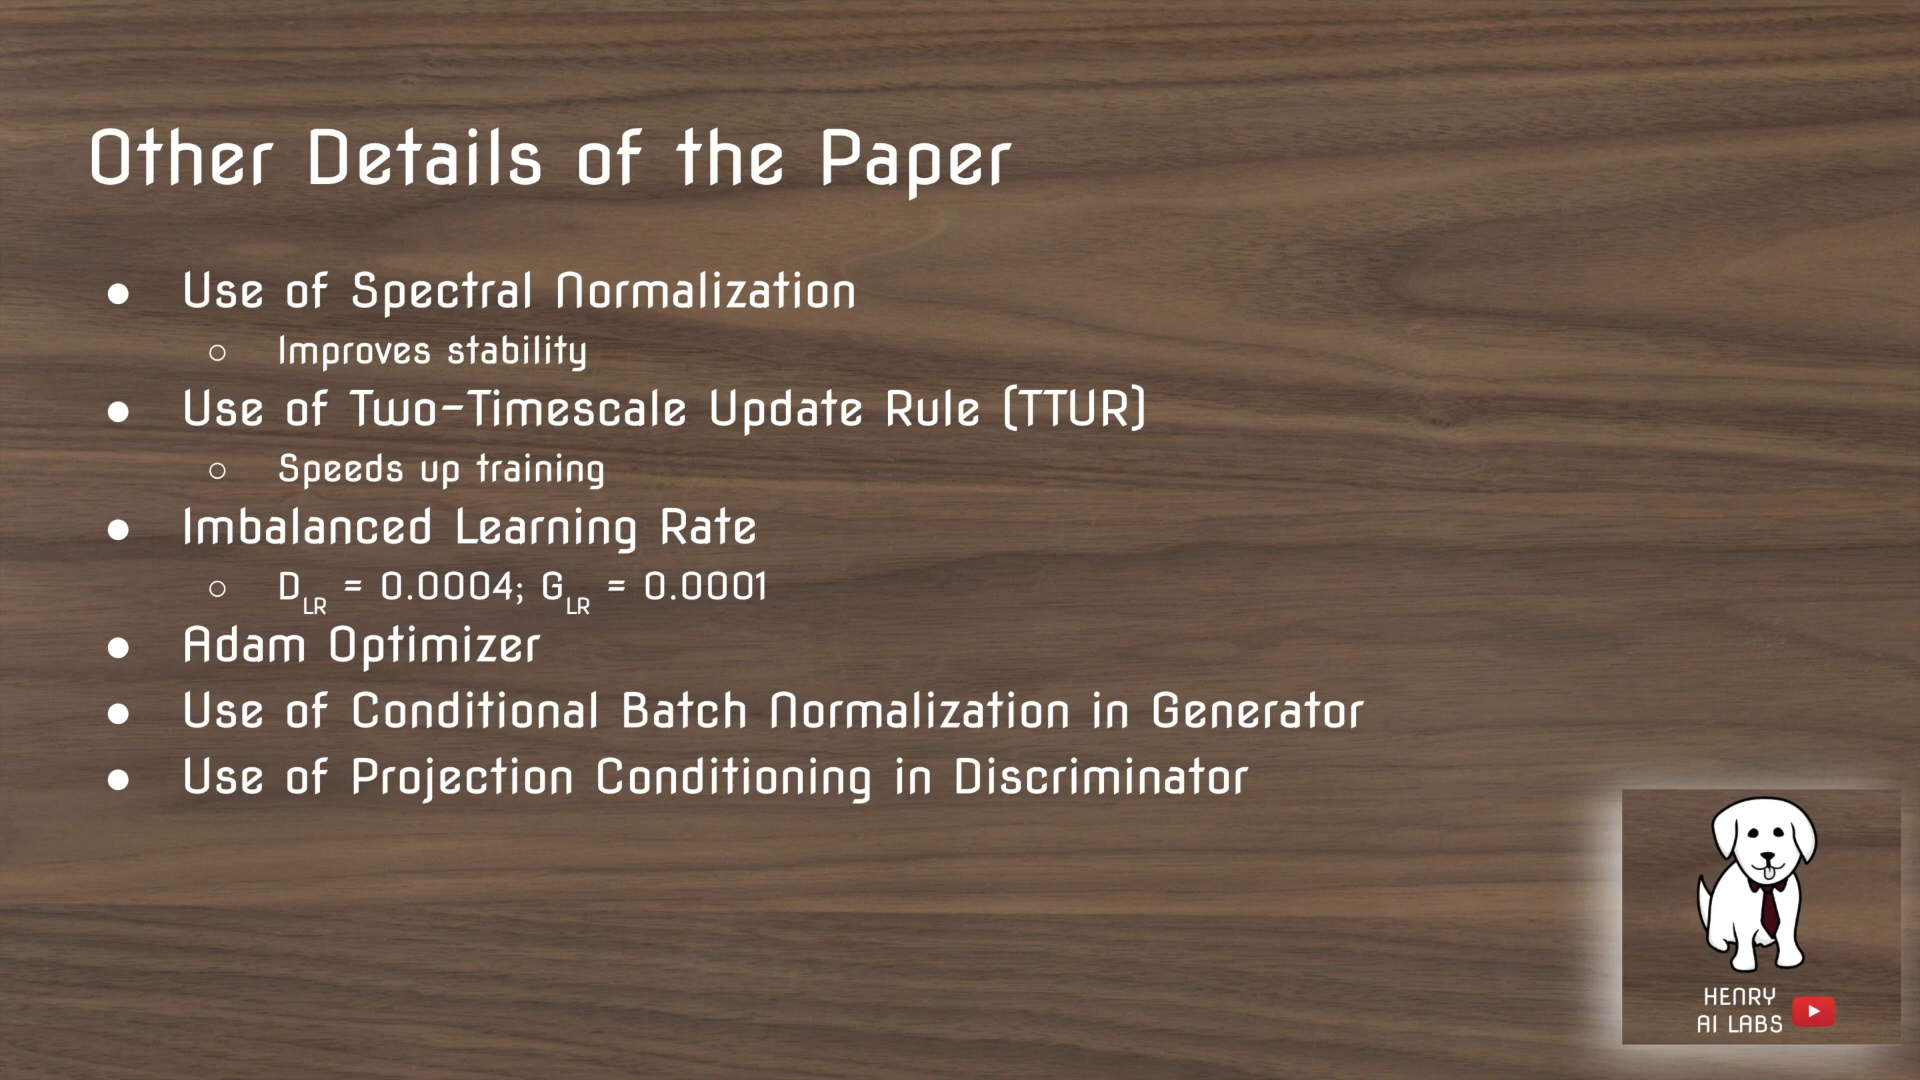 Other Details of the Paper
● Use of Spectral Normalization
○ Improves stability
● Use of Two-Timescale Update Rule (TTUR)
○ Speeds up training
● Imbalanced Learning Rate
○ D_LR = 0.0004; G_LR = 0.0001
● Adam Optimizer
● Use of Conditional Batch Normalization in Generator
● Use of Projection Conditioning in Discriminator
HENRY
AI LABS